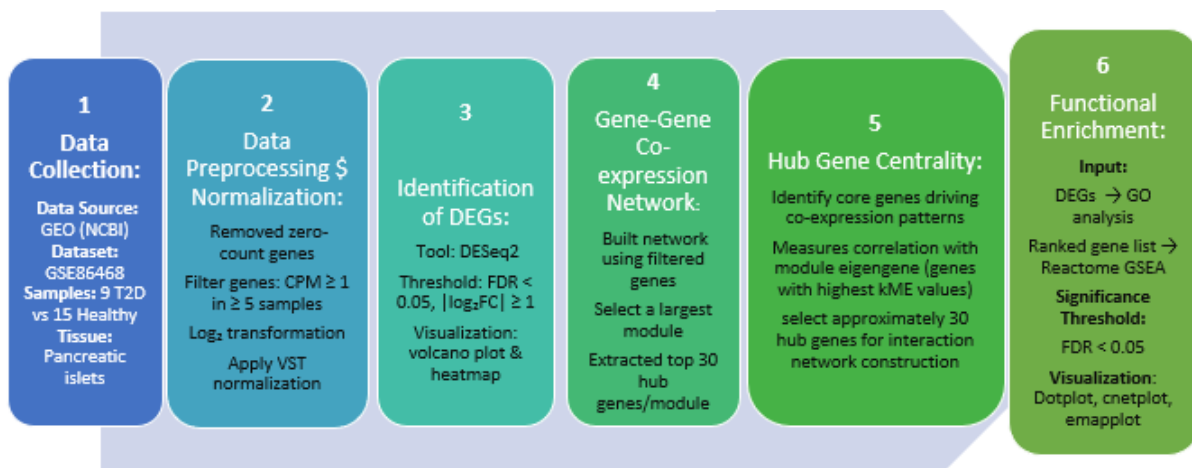 1
Data
Collection:
Data Source:
GEO (NCBI)
Dataset:
GSE86468
Samples: 9 T2D
vs 15 Healthy
Tissue:
Pancreatic
islets
2
Data
Preprocessing $
Normalization:
Removed zero-
count genes
Filter genes: CPM ≥ 1
in ≥ 5 samples
Log₂ transformation
Apply VST
normalization
3
Identification
of DEGs:
Tool: DESeq2
Threshold: FDR <
0.05, |log₂FC| ≥ 1
Visualization:
volcano plot &
heatmap
4
Gene-Gene
Co-
expression
Network:
Built network
using filtered
genes
Select a largest
module
Extracted top 30
hub
genes/module
5
Hub Gene Centrality:
Identify core genes driving
co-expression patterns
Measures correlation with
module eigengene (genes
with highest kME values)
select approximately 30
hub genes for interaction
network construction
6
Functional
Enrichment:
Input:
DEGs → GO
analysis
Ranked gene list →
Reactome GSEA
Significance
Threshold:
FDR < 0.05
Visualization:
Dotplot, cnetplot,
emapplot